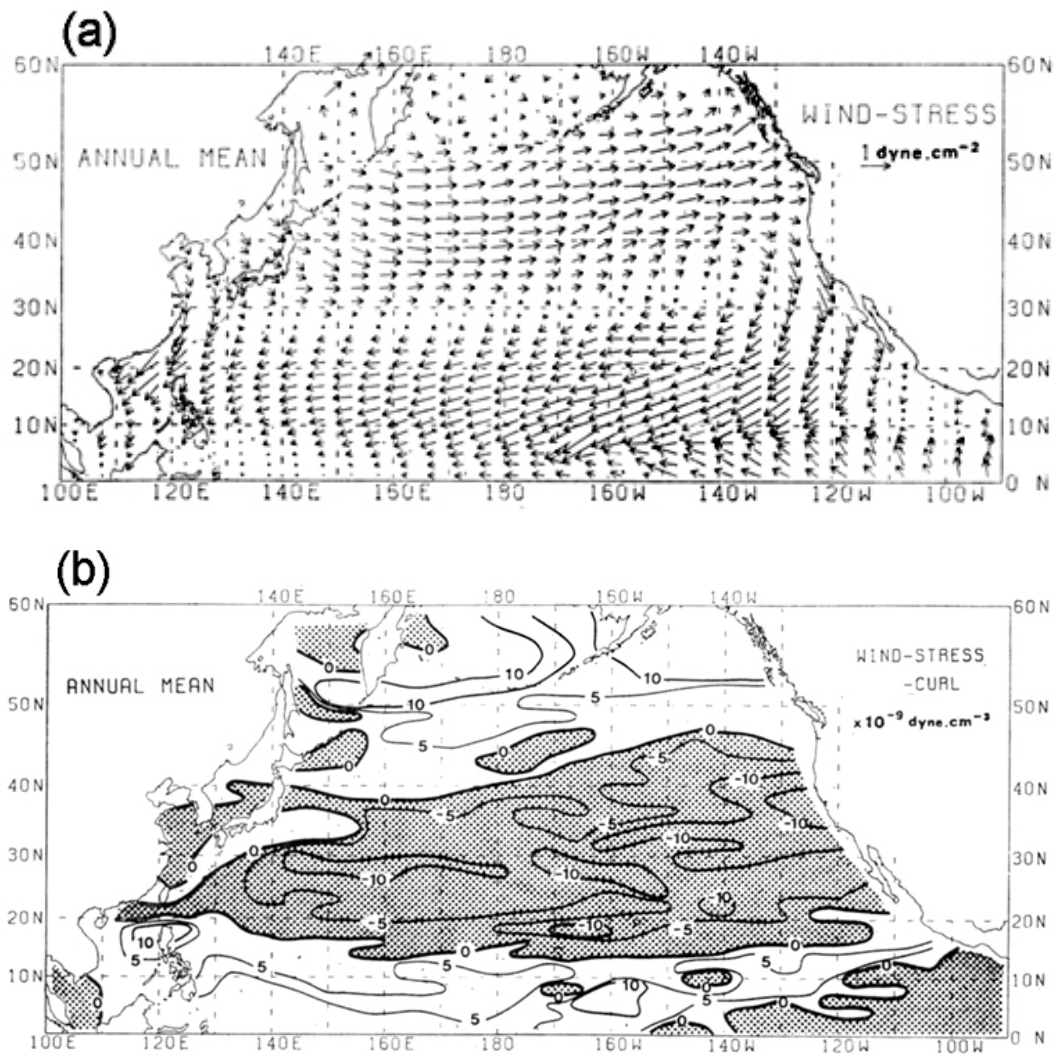 (a)
140E 160E 180 160W 140W
60N 60N
ANNUAL MEAN WIND-STRESS
1 dyne.cm⁻²
50N 50N
40N 40N
30N 30N
20N 20N
10N 10N
0 N
100E 120E 140E 160E 180 160W 140W 120W 100W
(b)
140E 160E 180 160W 140W
60N 60N
0 0 10
ANNUAL MEAN WIND-STRESS
-CURL
10
0 10 5
50N 50N
x10⁻⁹ dyne.cm⁻³
5 0 0 -5
0
40N -10 40N
0 -5 -5 -10 -10
0 0
30N 30N
-10 -10 -10
20N -5 -10 -5 20N
10 0 0
5 5 5 0
10N 0 10 0 10N
0 5 5 0
0 0 N
100E 120E 140E 160E 180 160W 140W 120W 100W